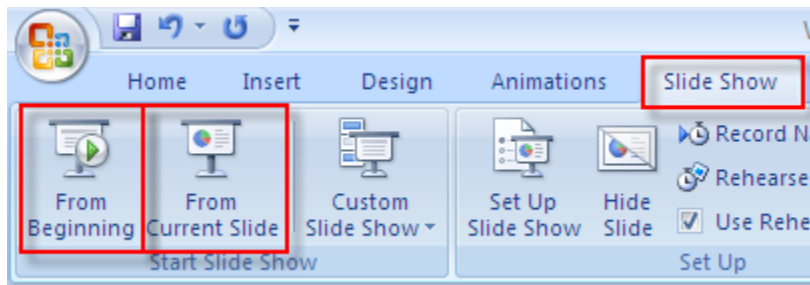 Home Insert Design Animations Slide Show
From Beginning
From Current Slide
Custom Slide Show
Set Up Slide Show
Hide Slide
Record N
Rehearse
Use Rehe
Start Slide Show
Set Up